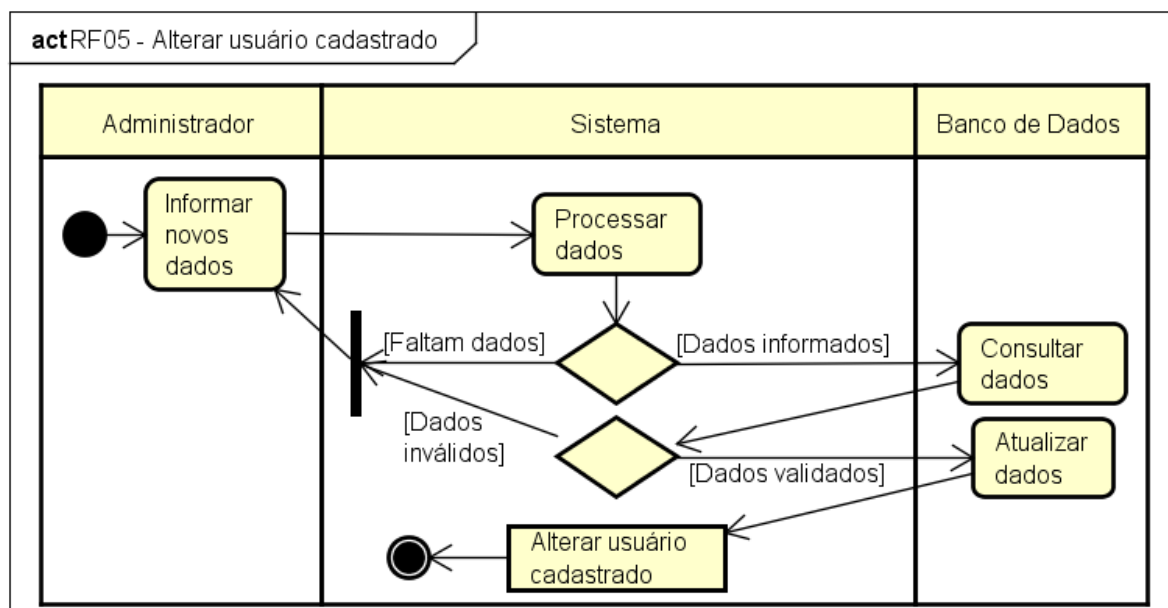 act RF05 - Alterar usuário cadastrado
Administrador
Sistema
Banco de Dados
Informar
novos
dados
Processar
dados
[Faltam dados]
[Dados informados]
Consultar
dados
[Dados
inválidos]
[Dados validados]
Atualizar
dados
Alterar usuário
cadastrado